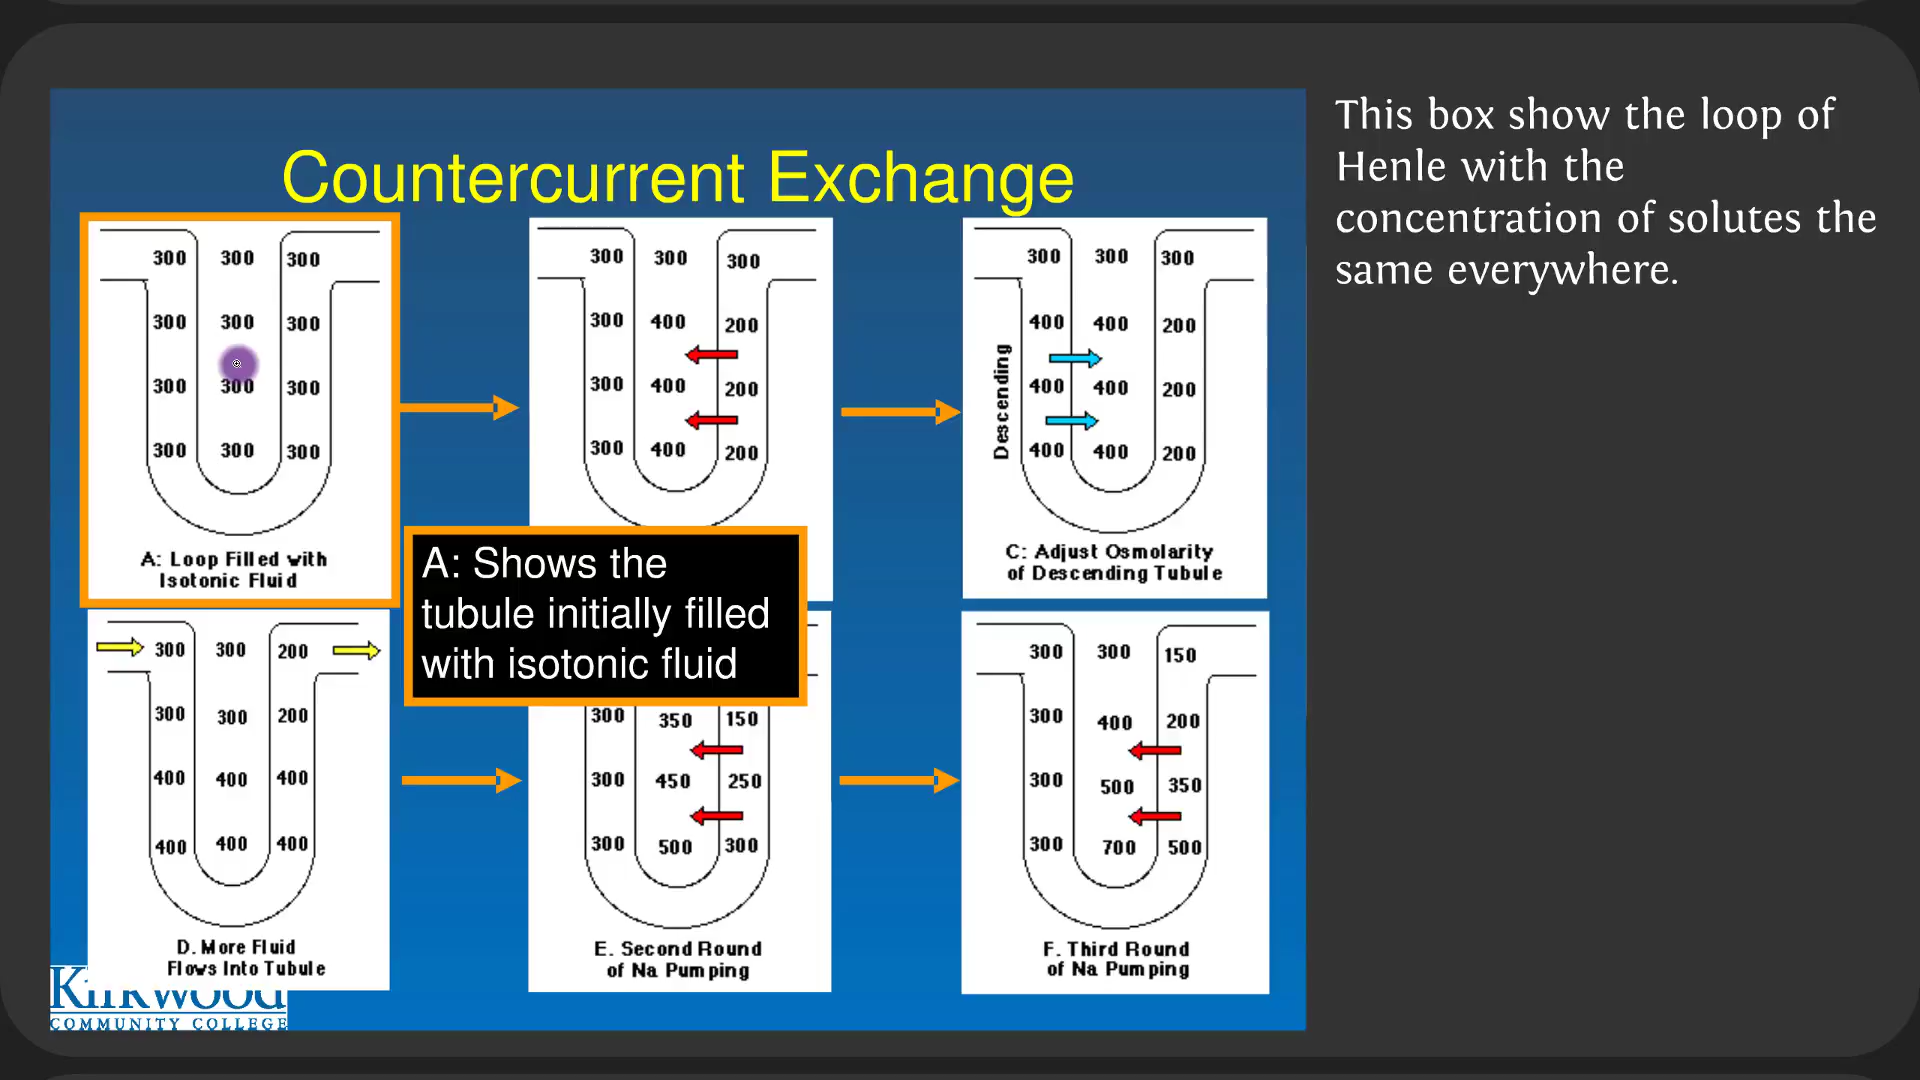 Countercurrent Exchange
This box show the loop of
Henle with the
concentration of solutes the
same everywhere.
300 300 300
300 300 300
300 300 300
300 300 300
A: Loop Filled with
Isotonic Fluid
300 300 300
300 400 200
300 400 200
300 400 200
300 300 300
400 400 200
400 400 200
400 400 200
Descending
C: Adjust Osmolarity
of Descending Tubule
A: Shows the
tubule initially filled
with isotonic fluid
300 300 200
300 300 200
400 400 400
400 400 400
D. More Fluid
Flows Into Tubule
300 350 150
300 450 250
300 500 300
E. Second Round
of Na Pumping
300 300 150
300 400 200
300 500 350
300 700 500
F. Third Round
of Na Pumping
Kirkwood
COMMUNITY COLLEGE